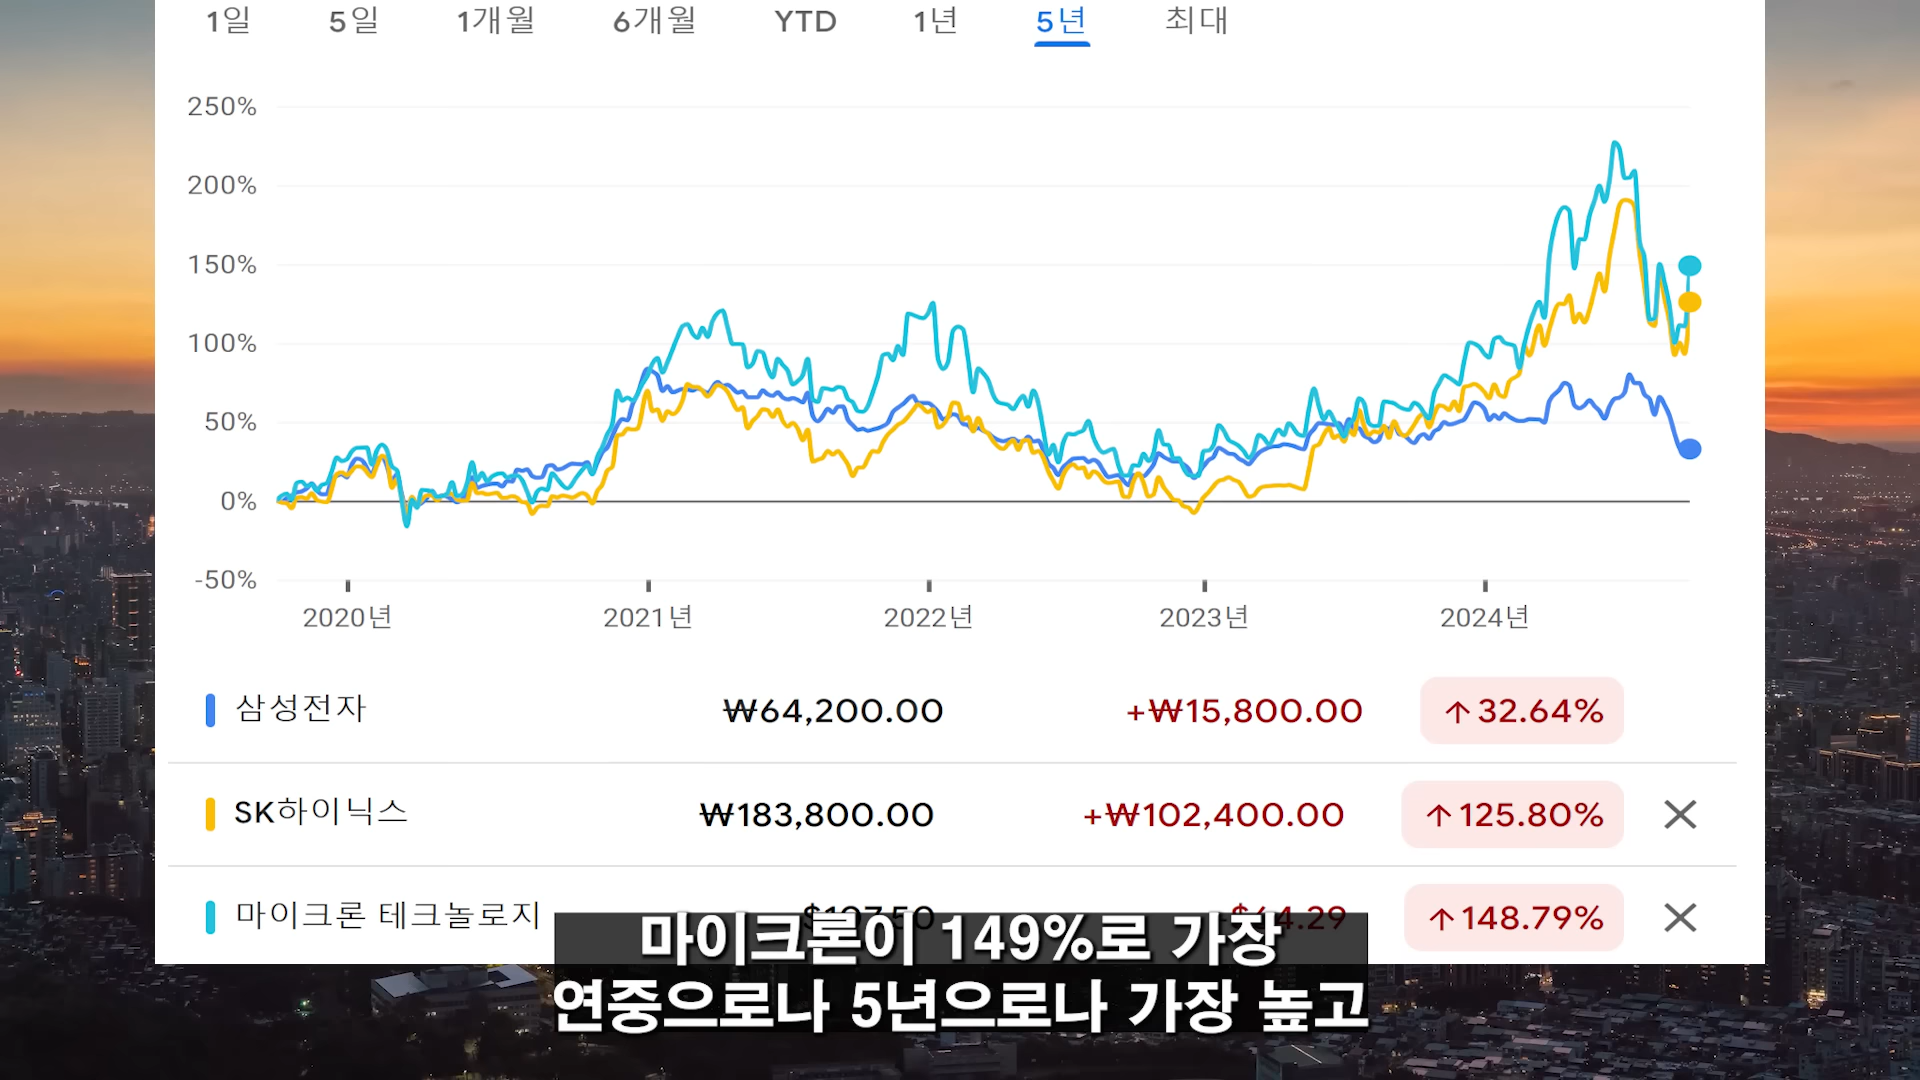 1일 5일 1개월 6개월 YTD 1년 5년 최대
250%
200%
150%
100%
50%
0%
-50%
2020년 2021년 2022년 2023년 2024년
삼성전자 ₩64,200.00 +₩15,800.00 ↑32.64%
SK하이닉스 ₩183,800.00 +₩102,400.00 ↑125.80%
마이크론 테크놀로지 ↑148.79%
마이크론이 149%로 가장
연중으로나 5년으로나 가장 높고